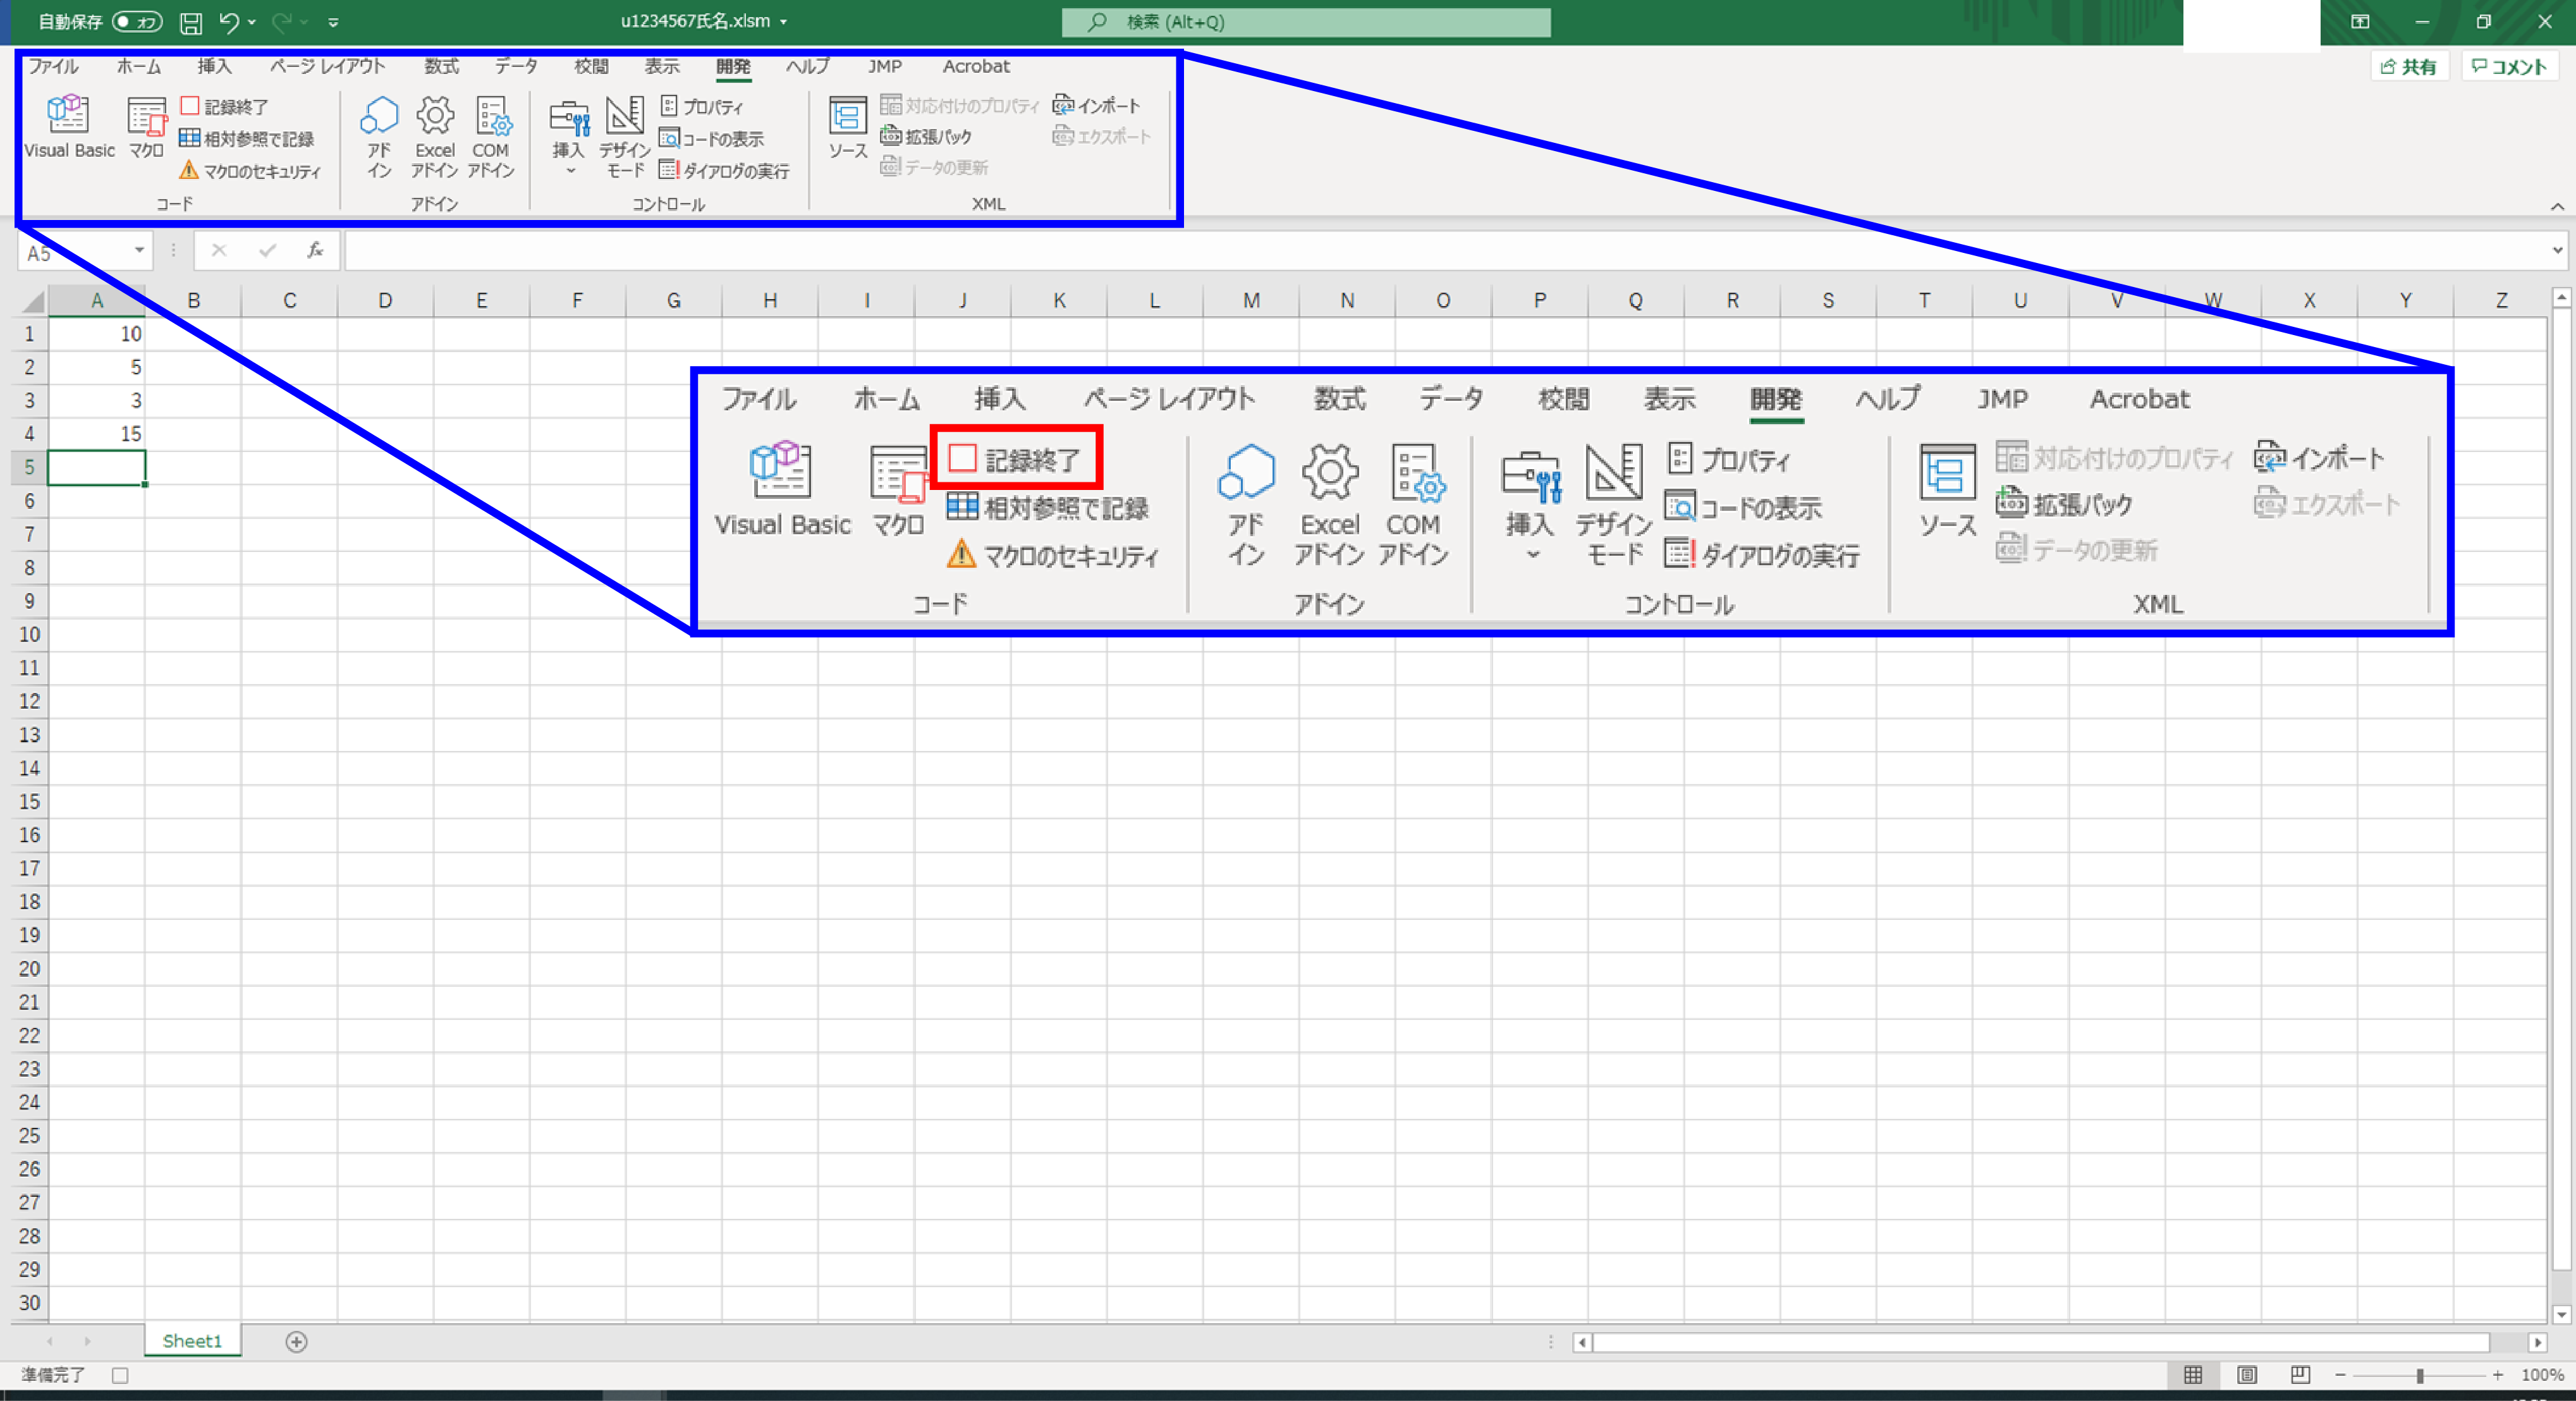 自動保存 オフ
u1234567氏名.xlsm
検索 (Alt+Q)
ファイル ホーム 挿入 ページ レイアウト 数式 データ 校閲 表示 開発 ヘルプ JMP Acrobat
共有 コメント
Visual Basic マクロ 記録終了 相対参照で記録 マクロのセキュリティ
アド
イン
Excel
アドイン
COM
アドイン
挿入 デザイン
モード
プロパティ
コードの表示
ダイアログの実行
ソース
対応付けのプロパティ
拡張パック
データの更新
インポート
エクスポート
コード アドイン コントロール XML
A5 fx
A B C D E F G H I J K L M N O P Q R S T U V W X Y Z
1 10
2 5
3 3
4 15
5
6
7
8
9
10
11
12
13
14
15
16
17
18
19
20
21
22
23
24
25
26
27
28
29
30
ファイル ホーム 挿入 ページ レイアウト 数式 データ 校閲 表示 開発 ヘルプ JMP Acrobat
Visual Basic マクロ 記録終了 相対参照で記録 マクロのセキュリティ
アド
イン
Excel
アドイン
COM
アドイン
挿入 デザイン
モード
プロパティ
コードの表示
ダイアログの実行
ソース
対応付けのプロパティ
拡張パック
データの更新
インポート
エクスポート
コード アドイン コントロール XML
Sheet1
準備完了
100%